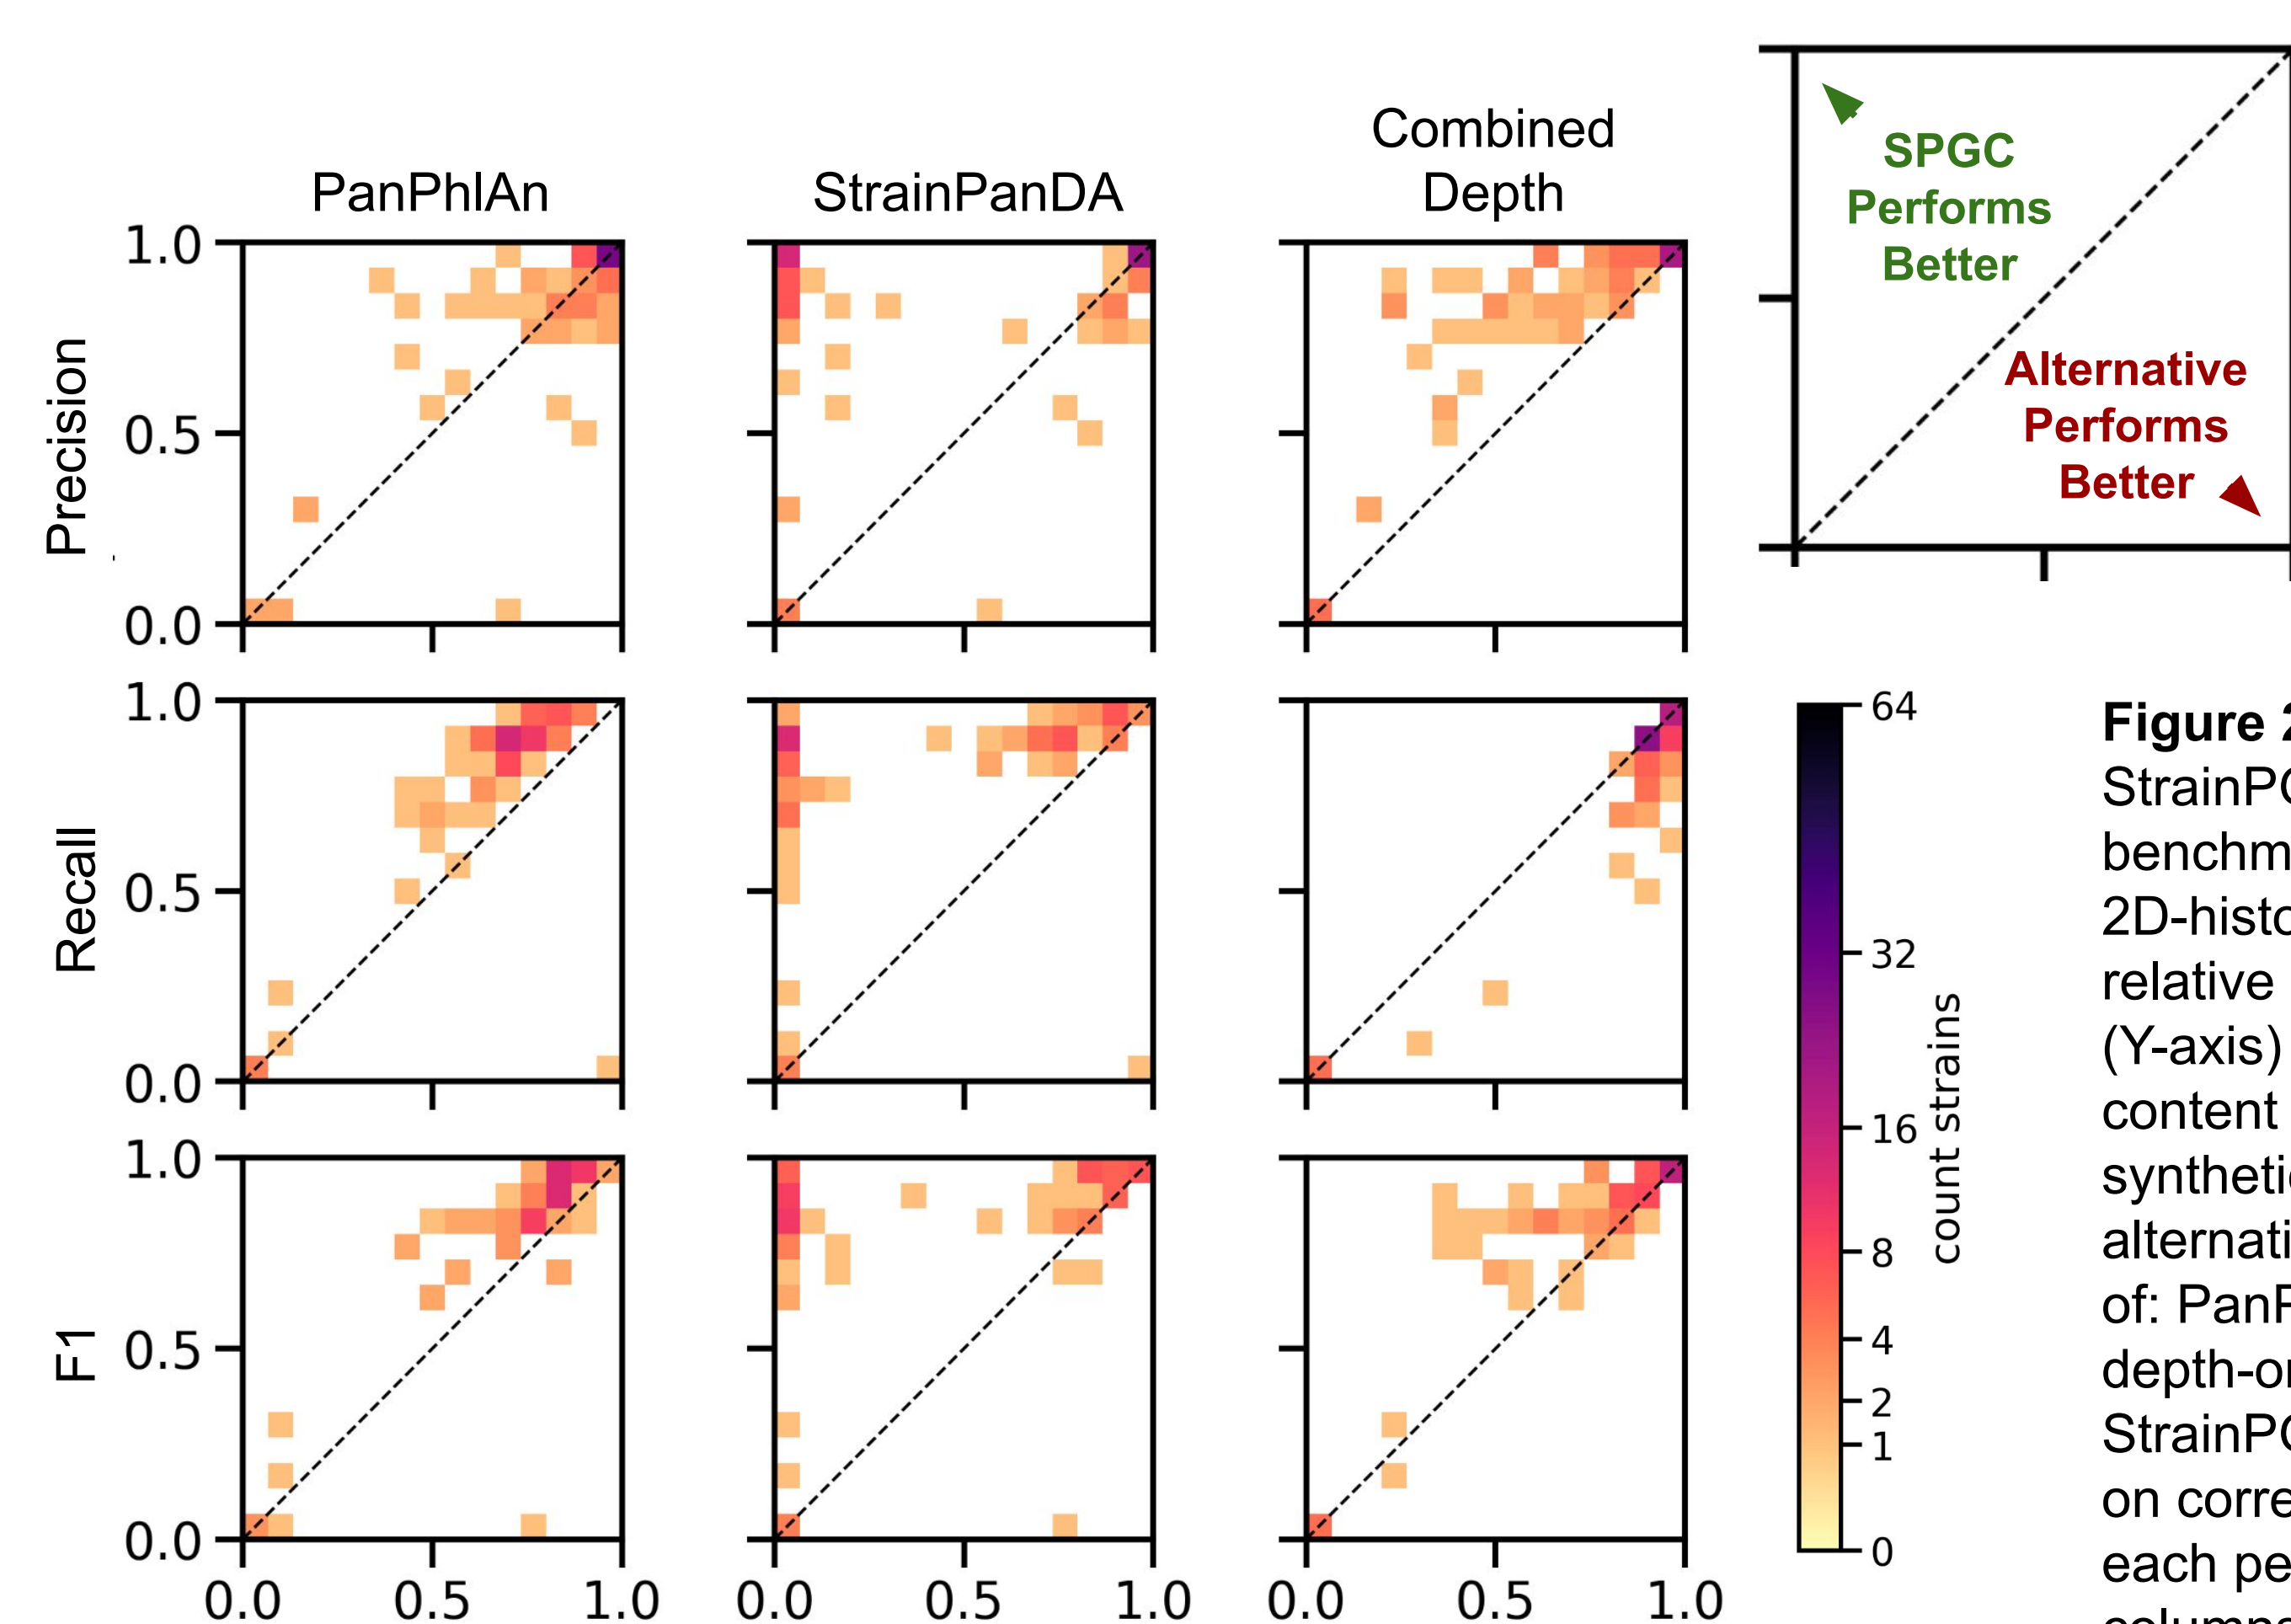 PanPhlAn
StrainPanDA
Combined
Depth
Precision
1.0
0.5
0.0
Recall
1.0
0.5
0.0
F1
1.0
0.5
0.0
0.0 0.5 1.0
0.0 0.5 1.0
0.0 0.5 1.0
SPGC
Performs
Better
Alternative
Performs
Better
64
32
16
8
4
2
1
0
count strains
Figure
relative
(Y-axis)
content
of:
on
each